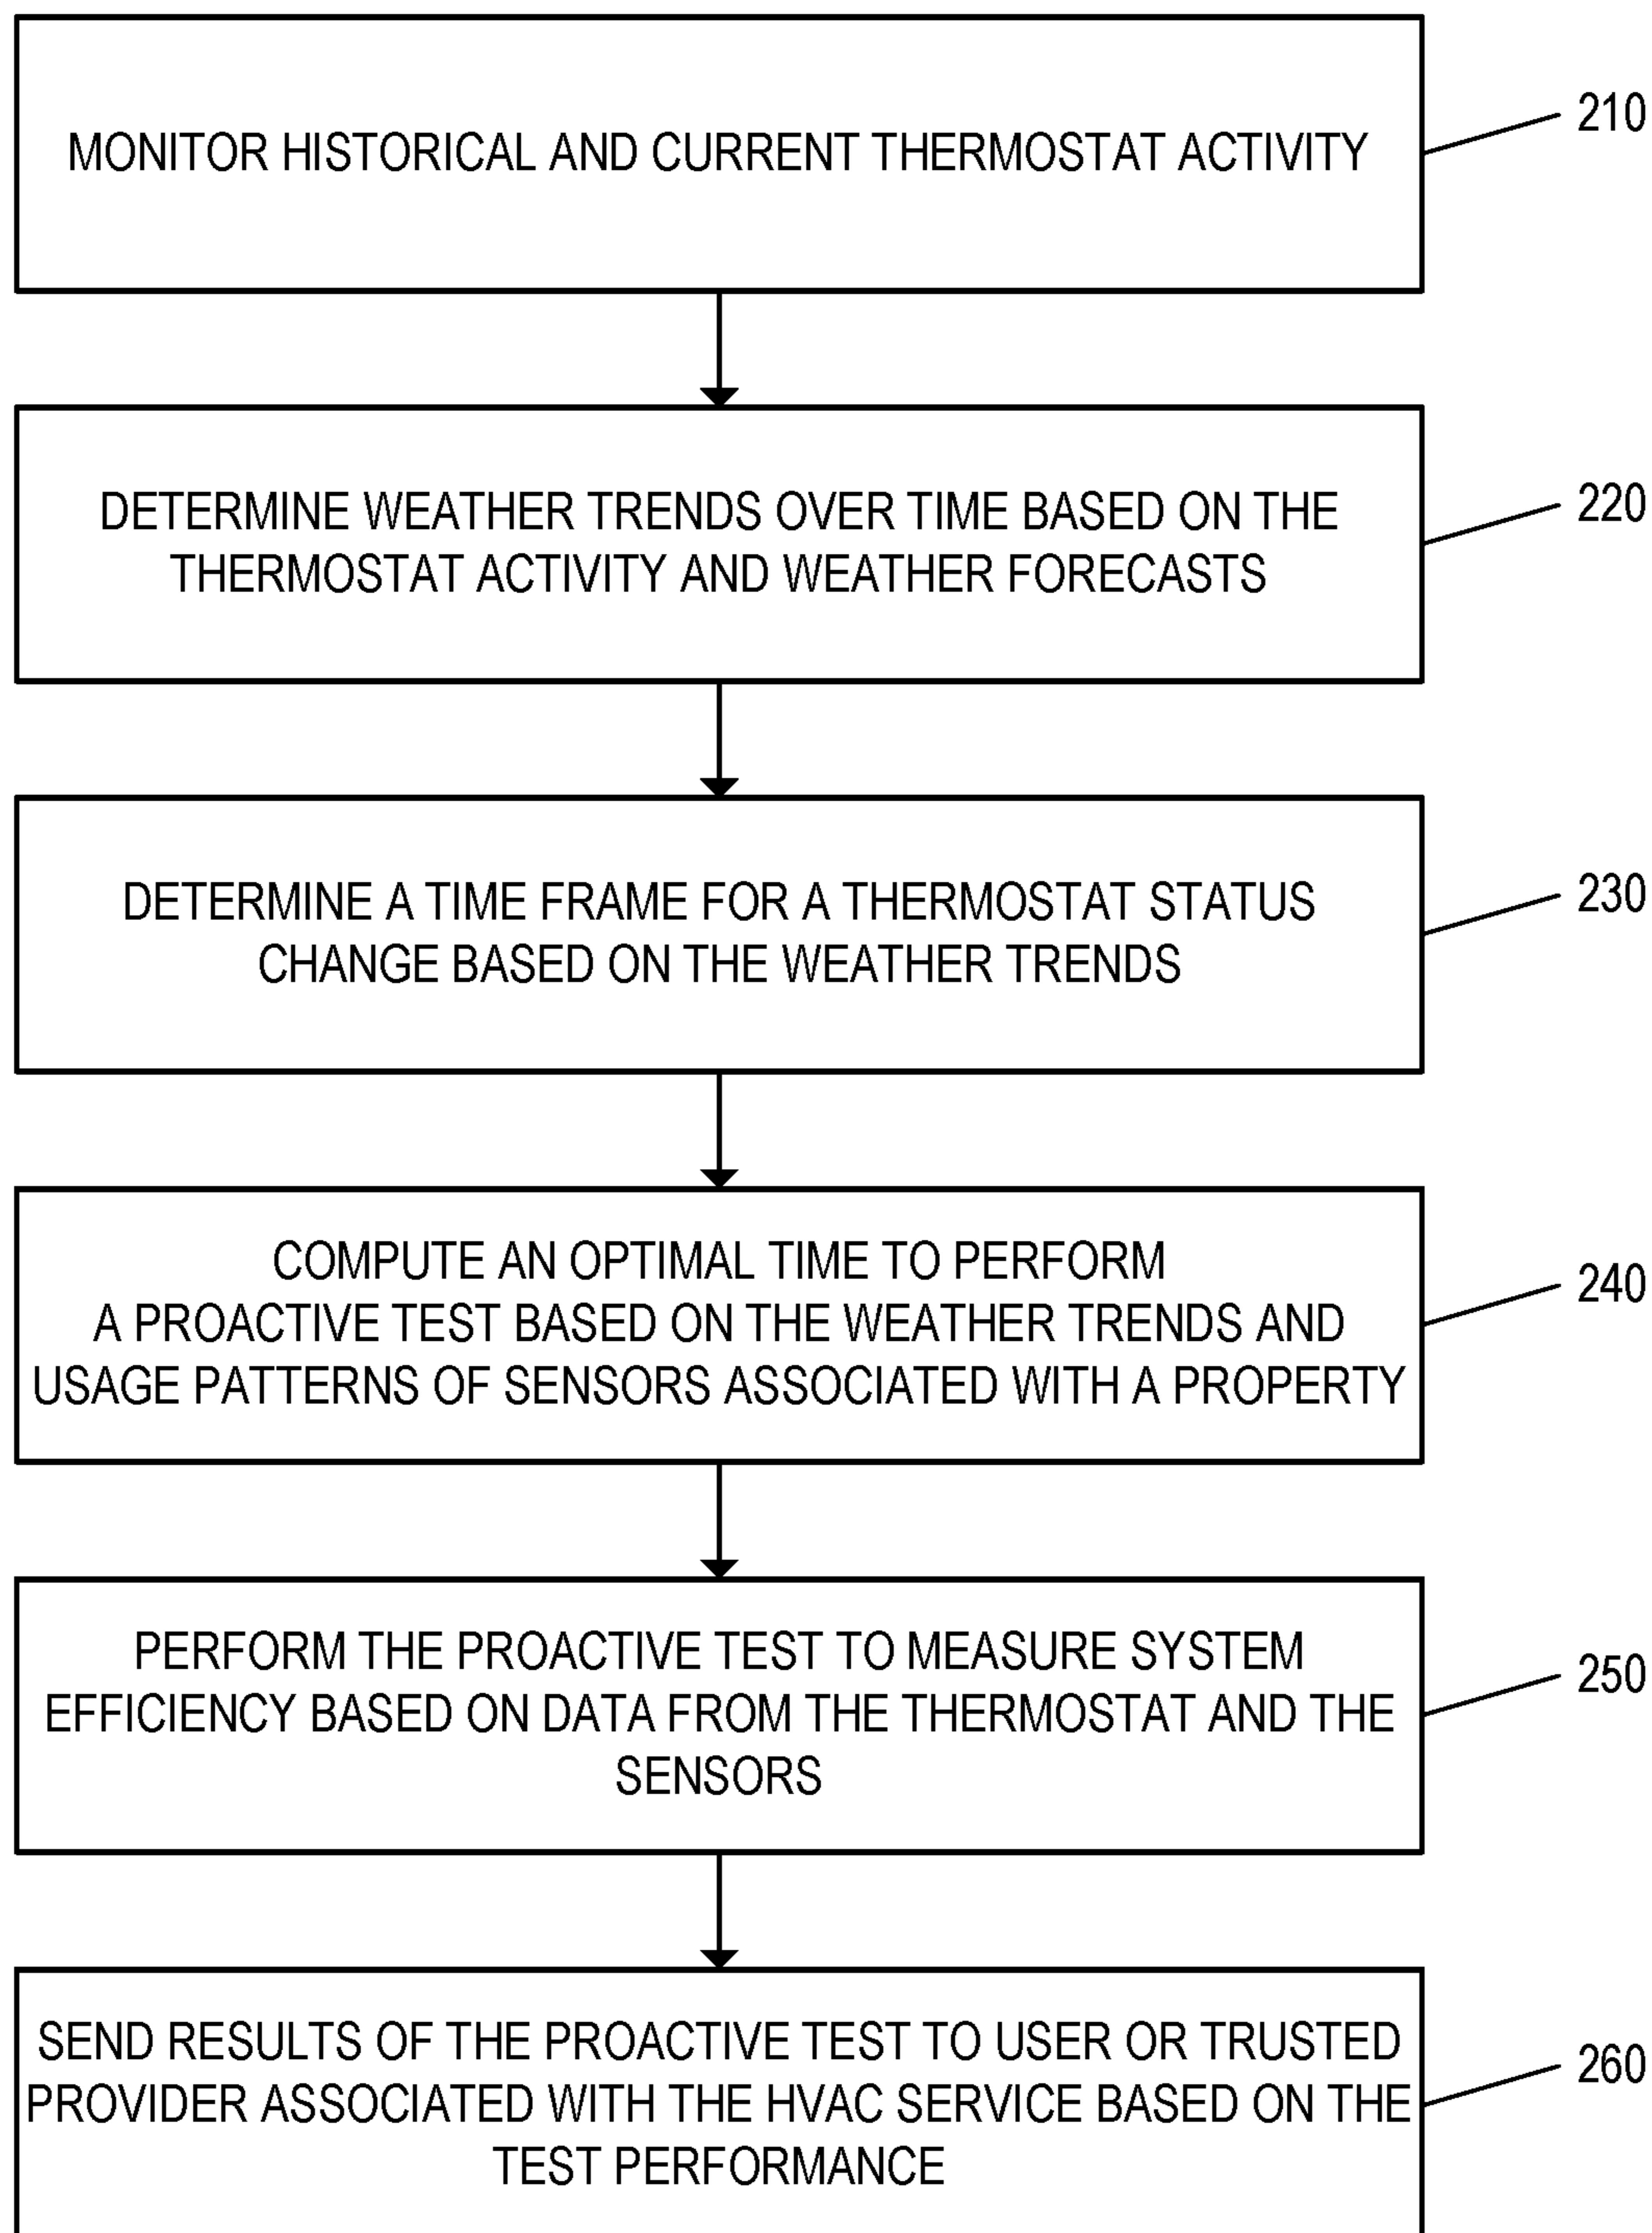 MONITOR HISTORICAL AND CURRENT THERMOSTAT ACTIVITY
210
DETERMINE WEATHER TRENDS OVER TIME BASED ON THE
THERMOSTAT ACTIVITY AND WEATHER FORECASTS
220
DETERMINE A TIME FRAME FOR A THERMOSTAT STATUS
CHANGE BASED ON THE WEATHER TRENDS
230
COMPUTE AN OPTIMAL TIME TO PERFORM
A PROACTIVE TEST BASED ON THE WEATHER TRENDS AND
USAGE PATTERNS OF SENSORS ASSOCIATED WITH A PROPERTY
240
PERFORM THE PROACTIVE TEST TO MEASURE SYSTEM
EFFICIENCY BASED ON DATA FROM THE THERMOSTAT AND THE
SENSORS
250
SEND RESULTS OF THE PROACTIVE TEST TO USER OR TRUSTED
PROVIDER ASSOCIATED WITH THE HVAC SERVICE BASED ON THE
TEST PERFORMANCE
260